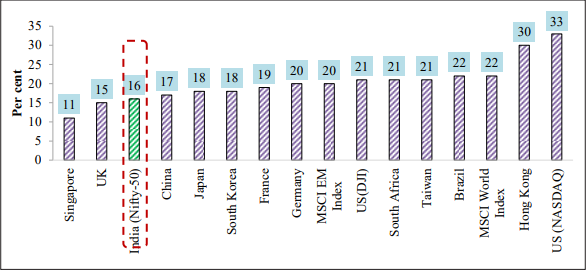 Per cent
35
30
25
20
15
10
5
0
11
15
16
17
18
18
19
20
20
21
21
21
22
22
30
33
Singapore
UK
India (Nifty-50)
China
Japan
South Korea
France
Germany
MSCI EM
Index
US(DJI)
South Africa
Taiwan
Brazil
MSCI World
Index
Hong Kong
US (NASDAQ)